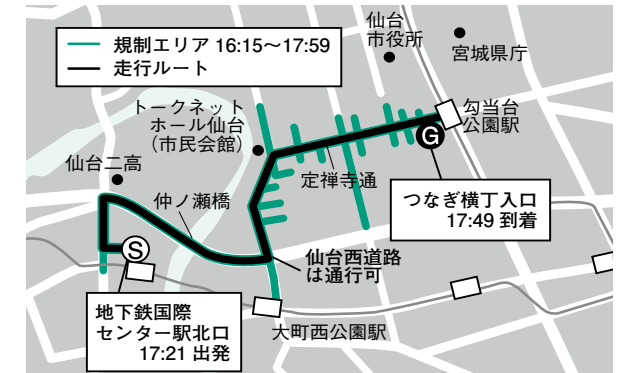 規制エリア 16:15〜17:59
走行ルート
仙台
市役所
宮城県庁
トークネット
ホール仙台
（市民会館）
勾当台
公園駅
G
仙台二高
仲ノ瀬橋
定禅寺通
つなぎ横丁入口
17:49 到着
S
仙台西道路
は通行可
地下鉄国際
センター駅北口
17:21 出発
大町西公園駅